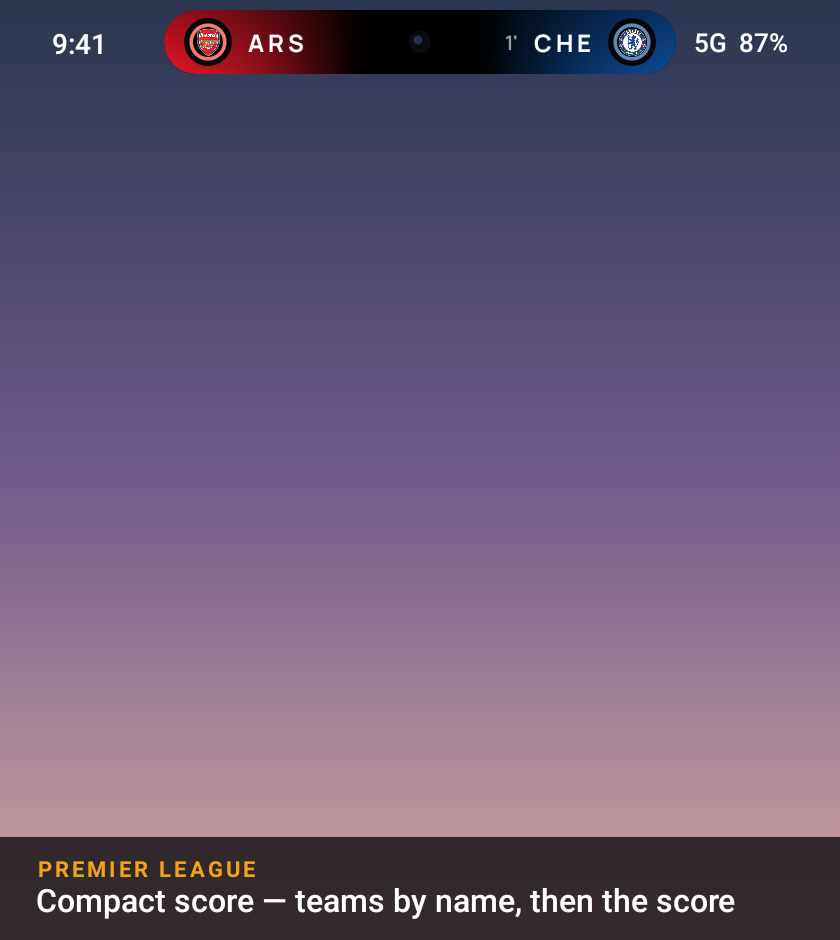 9:41 ARS 1' CHE 5G 87%
PREMIER LEAGUE
Compact score — teams by name, then the score